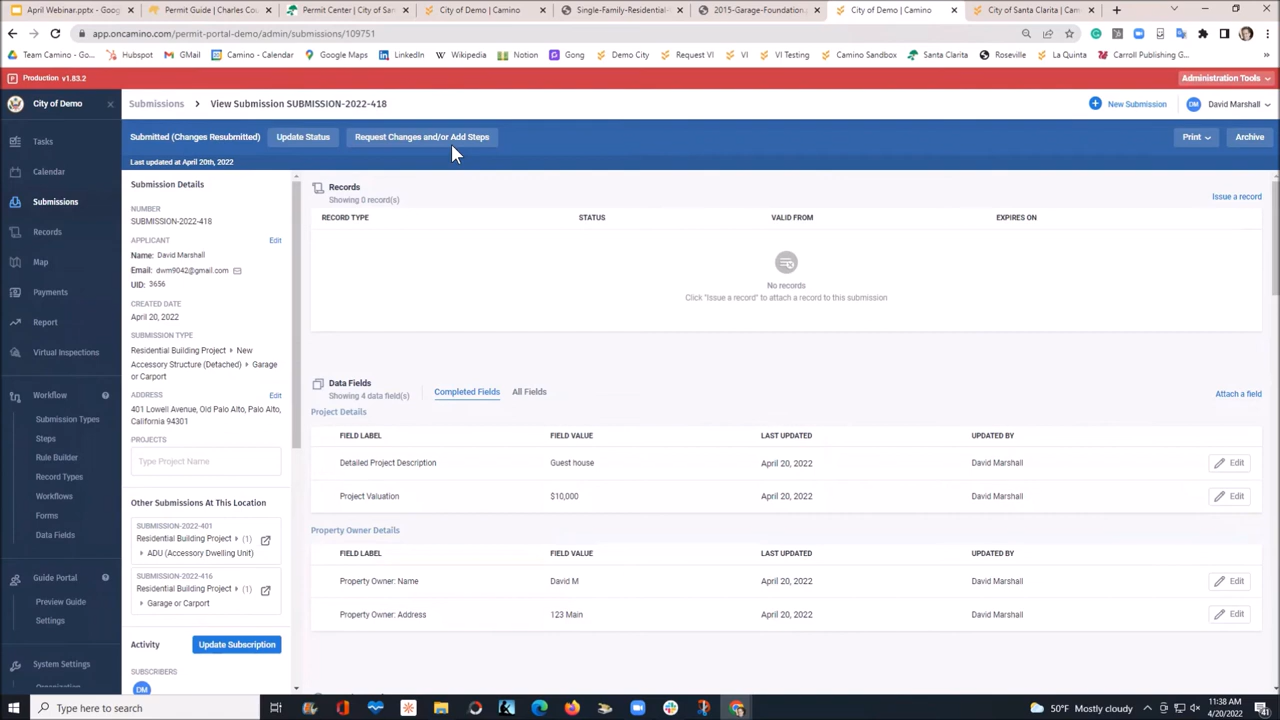 April Webinar.pptx - Goog
Permit Guide | Charles Cou
Permit Center | City of San
City of Demo | Camino
Single-Family-Residential-
2015-Garage-Foundation
City of Demo | Camino
City of Santa Clarita | Cam
app.oncamino.com/permit-portal-demo/admin/submissions/109751
Team Camino - Goo...
Hubspot
GMail
Camino - Calendar
Google Maps
LinkedIn
Wikipedia
Notion
Gong
Demo City
Request VI
VI
VI Testing
Camino Sandbox
Santa Clarita
Roseville
La Quinta
Carroll Publishing G...
Production v1.83.2
Administration Tools
City of Demo
Submissions
View Submission SUBMISSION-2022-418
New Submission
DM
David Marshall
Submitted (Changes Resubmitted)
Update Status
Request Changes and/or Add Steps
Print
Archive
Last updated at April 20th, 2022
Tasks
Calendar
Submissions
Records
Map
Payments
Report
Virtual Inspections
Workflow
Submission Types
Steps
Rule Builder
Record Types
Workflows
Forms
Data Fields
Guide Portal
Preview Guide
Settings
System Settings
Organization
Submission Details
NUMBER
SUBMISSION-2022-418
APPLICANT
Edit
Name: David Marshall
Email: dwm9042@gmail.com
UID: 3656
CREATED DATE
April 20, 2022
SUBMISSION TYPE
Residential Building Project New
Accessory Structure (Detached) Garage
or Carport
ADDRESS
Edit
401 Lowell Avenue, Old Palo Alto, Palo Alto,
California 94301
PROJECTS
Type Project Name
Other Submissions At This Location
SUBMISSION-2022-401
Residential Building Project (1)
ADU (Accessory Dwelling Unit)
SUBMISSION-2022-416
Residential Building Project (1)
Garage or Carport
Activity
Update Subscription
SUBSCRIBERS
DM
Records
Showing 0 record(s)
Issue a record
RECORD TYPE STATUS VALID FROM EXPIRES ON
No records
Click "Issue a record" to attach a record to this submission
Data Fields
Showing 4 data field(s)
Completed Fields
All Fields
Attach a field
Project Details
FIELD LABEL FIELD VALUE LAST UPDATED UPDATED BY
Detailed Project Description Guest house April 20, 2022 David Marshall Edit
Project Valuation $10,000 April 20, 2022 David Marshall Edit
Property Owner Details
FIELD LABEL FIELD VALUE LAST UPDATED UPDATED BY
Property Owner: Name David M April 20, 2022 David Marshall Edit
Property Owner: Address 123 Main April 20, 2022 David Marshall Edit
Type here to search
50°F Mostly cloudy
11:38 AM
4/20/2022